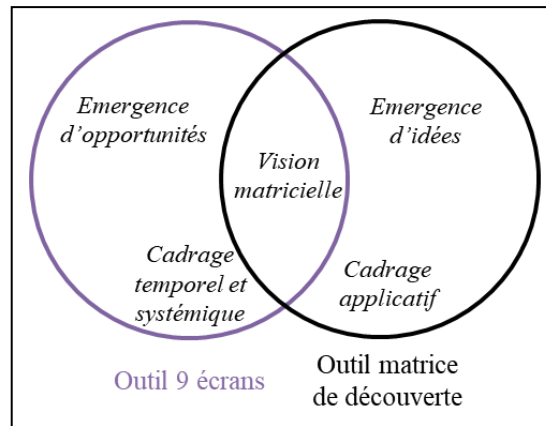 Emergence
d'opportunités
Emergence
d'idées
Vision
matricielle
Cadrage
temporel et
systémique
Cadrage
applicatif
Outil 9 écrans
Outil matrice
de découverte